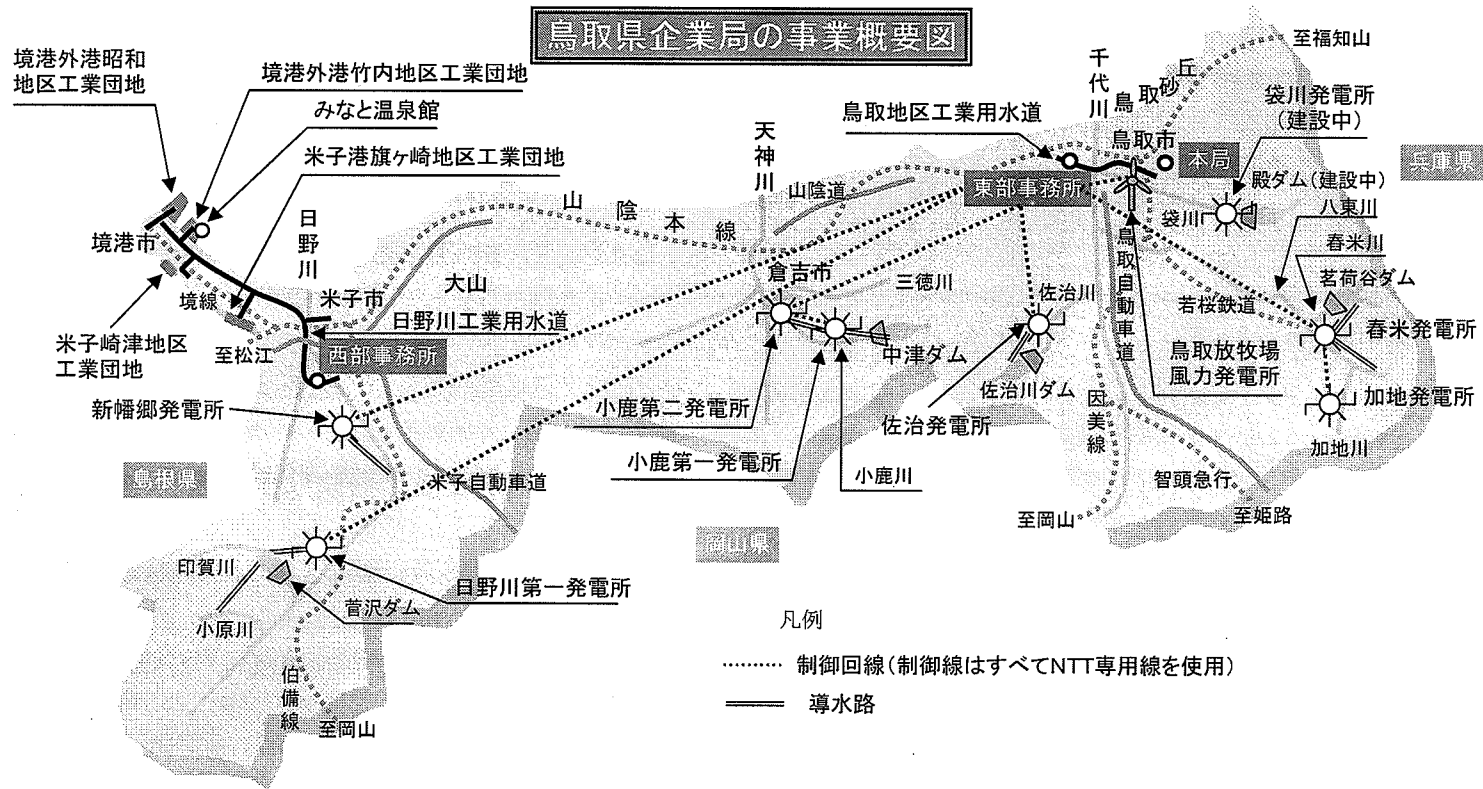 鳥取県企業局の事業概要図
境港外港昭和
地区工業団地
境港外港竹内地区工業団地
みなと温泉館
米子港旗ヶ崎地区工業団地
境港市
米子崎津地区
工業団地
境線
日野川
米子市
大山
日野川工業用水道
至松江
西部事務所
新幡郷発電所
島根県
米子自動車道
印賀川
小原川
菅沢ダム
日野川第一発電所
伯備線
至岡山
山陰本線
天神川
山陰道
倉吉市
三徳川
中津ダム
小鹿第二発電所
小鹿第一発電所
小鹿川
岡山県
鳥取地区工業用水道
東部事務所
千代川
鳥取砂丘
鳥取市
本局
至福知山
袋川発電所
(建設中)
兵庫県
殿ダム(建設中)
袋川
八東川
舂米川
茗荷谷ダム
若桜鉄道
舂米発電所
鳥取放牧場
風力発電所
加地発電所
加地川
鳥取自動車道
佐治川
佐治川ダム
佐治発電所
因美線
智頭急行
至岡山
至姫路
凡例
制御回線(制御線はすべてNTT専用線を使用)
導水路